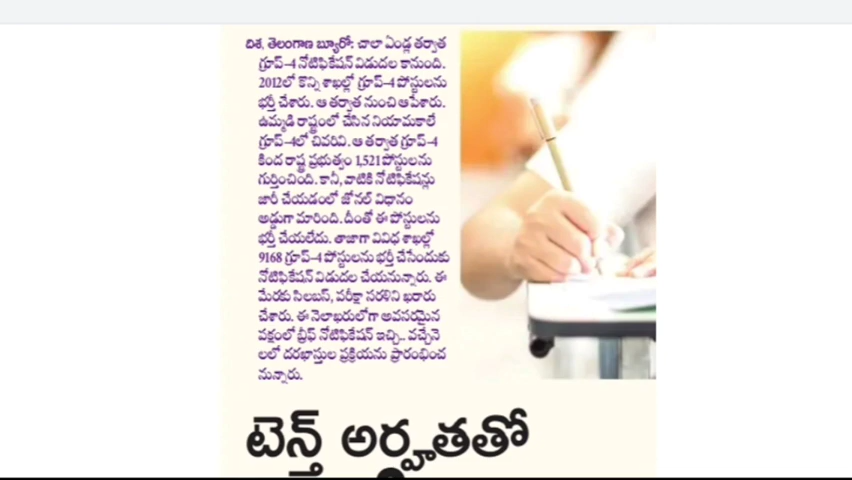 దిశ, తెలంగాణ బ్యూరో: చాలా ఏండ్ల తర్వాత
గ్రూప్-4 నోటిఫికేషన్ విడుదల కానుంది.
2012లో కొన్ని శాఖల్లో గ్రూప్-4 పోస్టులను
భర్తీ చేశారు. ఆ తర్వాత నుంచి ఆపేశారు.
ఉమ్మడి రాష్ట్రంలో చేసిన నియామకాలే
గ్రూప్-4లో చివరివి. ఆ తర్వాత గ్రూప్-4
కింద రాష్ట్ర ప్రభుత్వం 1,521 పోస్టులను
గుర్తించింది. కానీ, వాటికి నోటిఫికేషన్లు
జారీ చేయడంలో జోనల్ విధానం
అడ్డుగా మారింది. దీంతో ఈ పోస్టులను
భర్తీ చేయలేదు. తాజాగా వివిధ శాఖల్లో
9168 గ్రూప్-4 పోస్టులను భర్తీ చేసేందుకు
నోటిఫికేషన్ విడుదల చేయనున్నారు. ఈ
మేరకు సిలబస్, పరీక్షా సరళిని ఖరారు
చేశారు. ఈ నెలాఖరులోగా అవసరమైన
పక్షంలో బ్రీఫ్ నోటిఫికేషన్ ఇచ్చి.. వచ్చేనె
లలో దరఖాస్తుల ప్రక్రియను ప్రారంభించ
నున్నారు.
టెన్త్ అర్హతతో